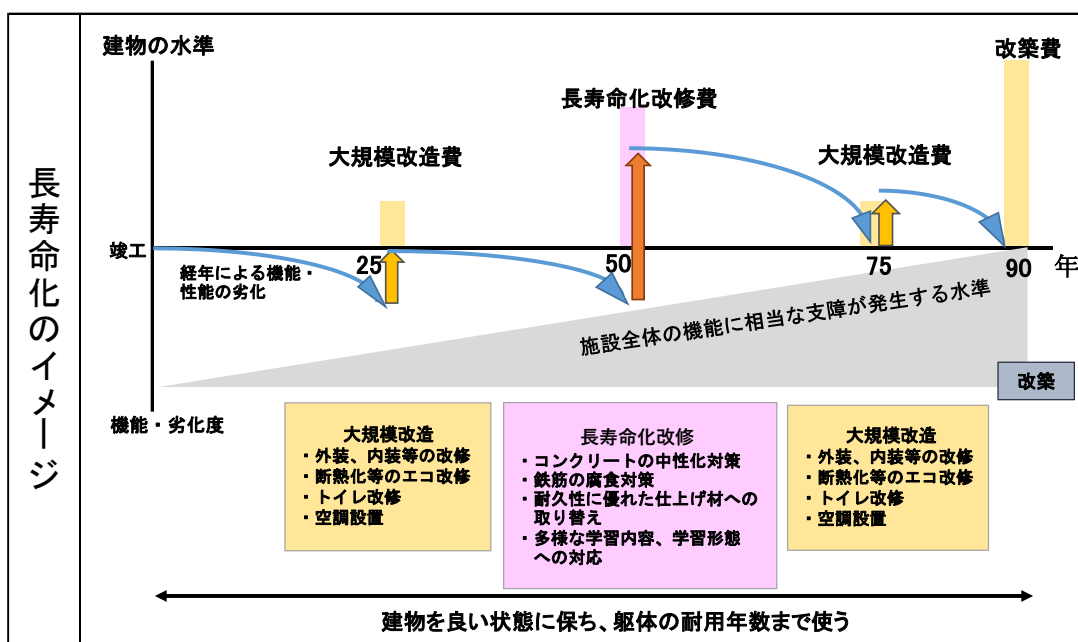 長寿命化のイメージ
建物の水準
改築費
長寿命化改修費
大規模改造費
大規模改造費
竣工
25
50
75
90
年
経年による機能・
性能の劣化
施設全体の機能に相当な支障が発生する水準
改築
機能・劣化度
大規模改造
・外装、内装等の改修
・断熱化等のエコ改修
・トイレ改修
・空調設置
長寿命化改修
・コンクリートの中性化対策
・鉄筋の腐食対策
・耐久性に優れた仕上げ材への
取り替え
・多様な学習内容、学習形態
への対応
大規模改造
・外装、内装等の改修
・断熱化等のエコ改修
・トイレ改修
・空調設置
建物を良い状態に保ち、躯体の耐用年数まで使う